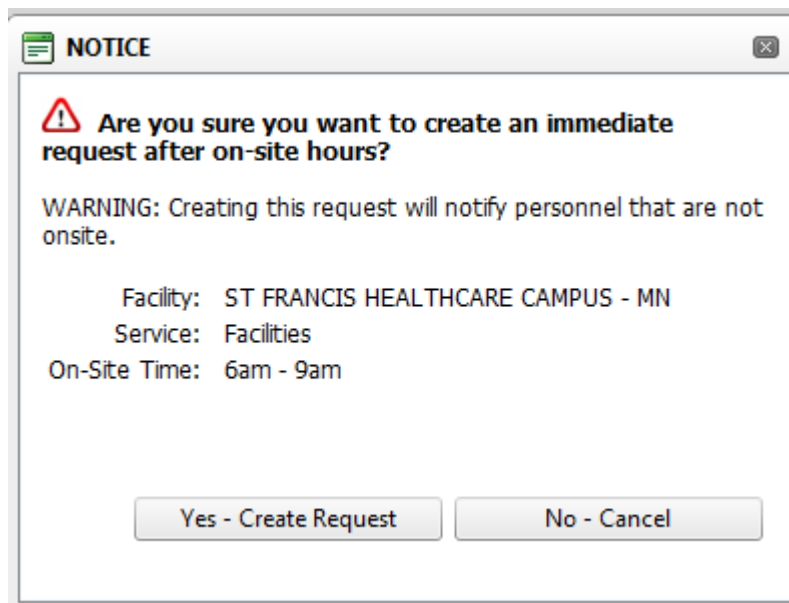 NOTICE
Are you sure you want to create an immediate
request after on-site hours?
WARNING: Creating this request will notify personnel that are not
onsite.
Facility: ST FRANCIS HEALTHCARE CAMPUS - MN
Service: Facilities
On-Site Time: 6am - 9am
Yes - Create Request No - Cancel